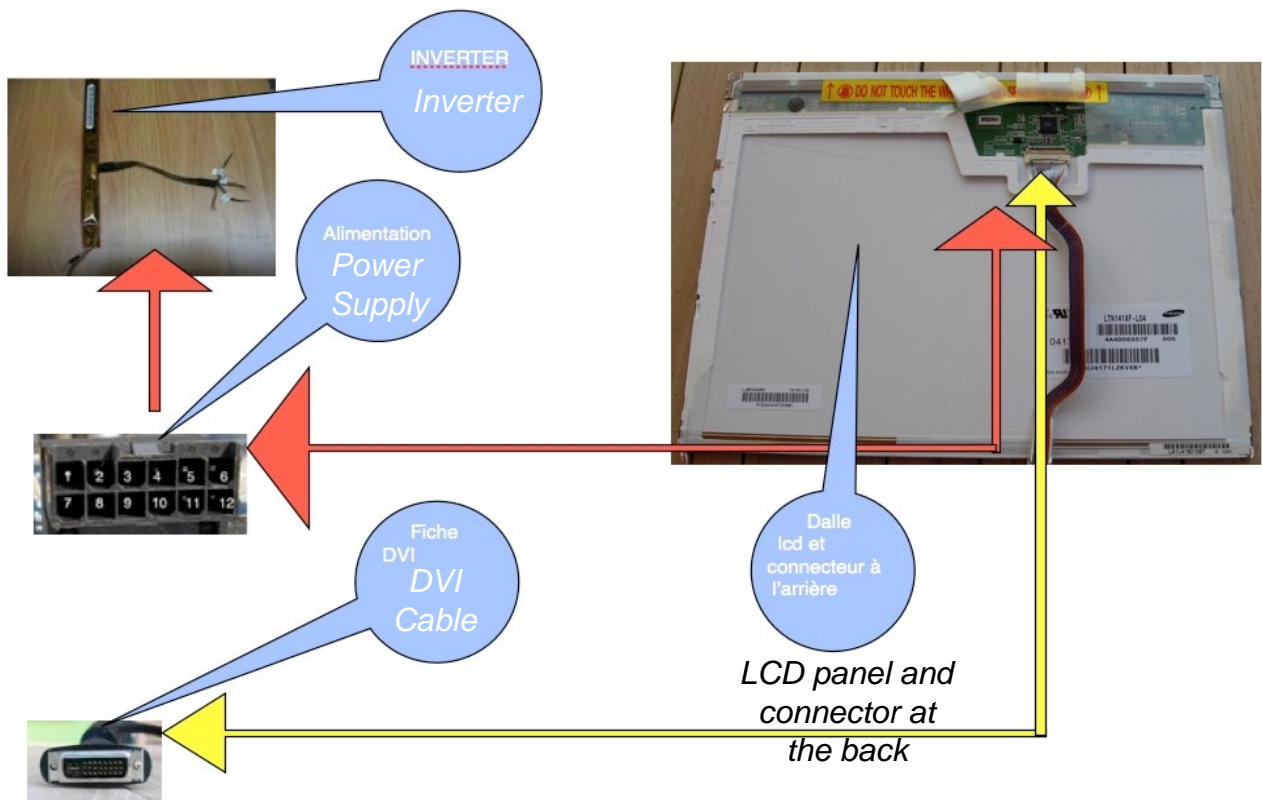 INVERTER
Inverter
Alimentation
Power
Supply
1 2 3 4 5 6
7 8 9 10 11 12
Fiche
DVI
DVI
Cable
DO NOT TOUCH THE
LTN141XF-L04
000
Dalle
lcd et
connecteur à
l'arrière
LCD panel and
connector at
the back